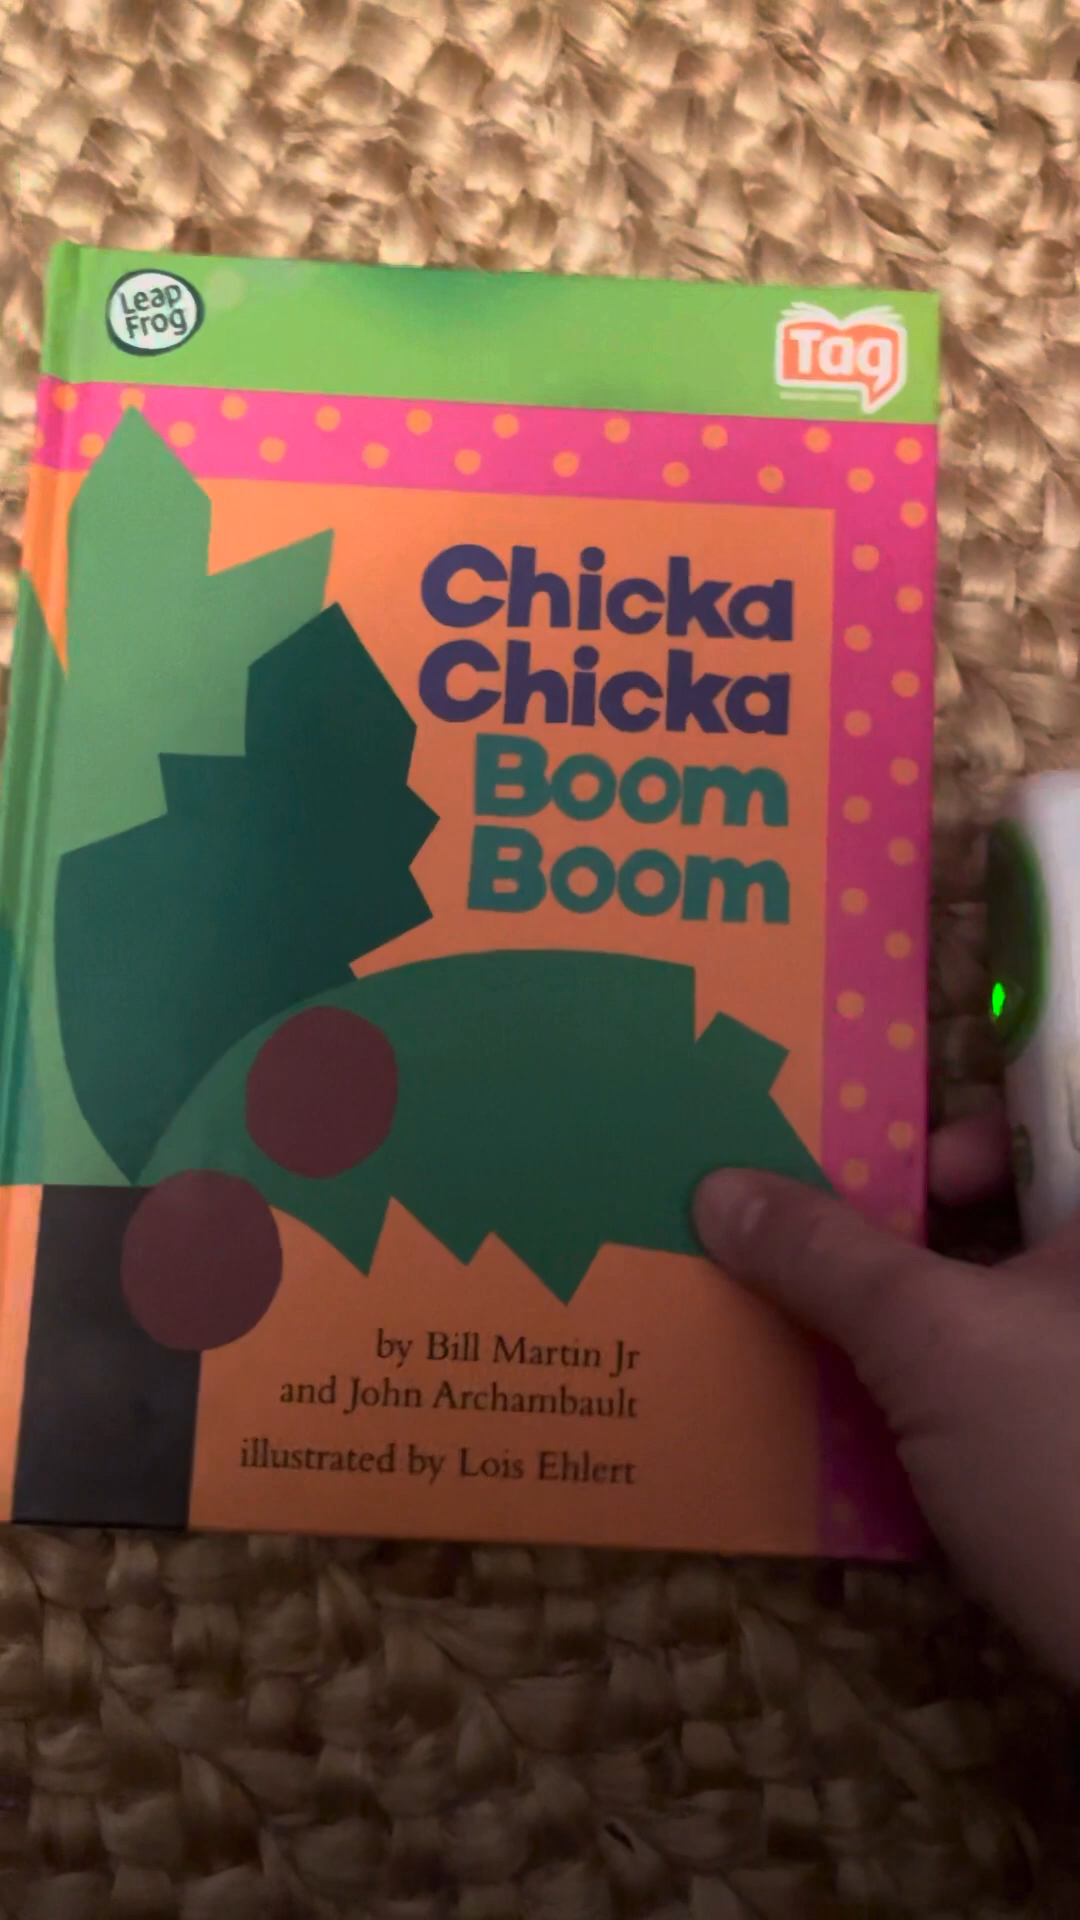 Leap
Frog
Tag
Chicka
Chicka
Boom
Boom
by Bill Martin Jr
and John Archambault
illustrated by Lois Ehlert